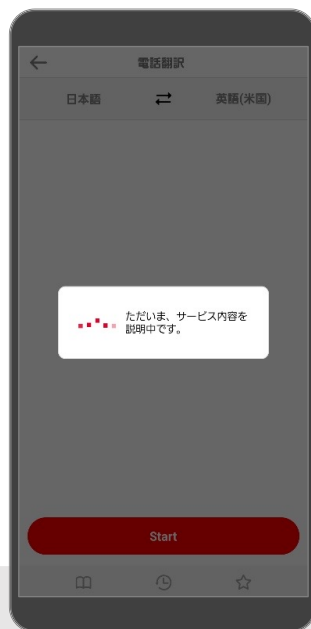 電話翻訳
日本語
英語(米国)
ただいま、サービス内容を
説明中です。
Start